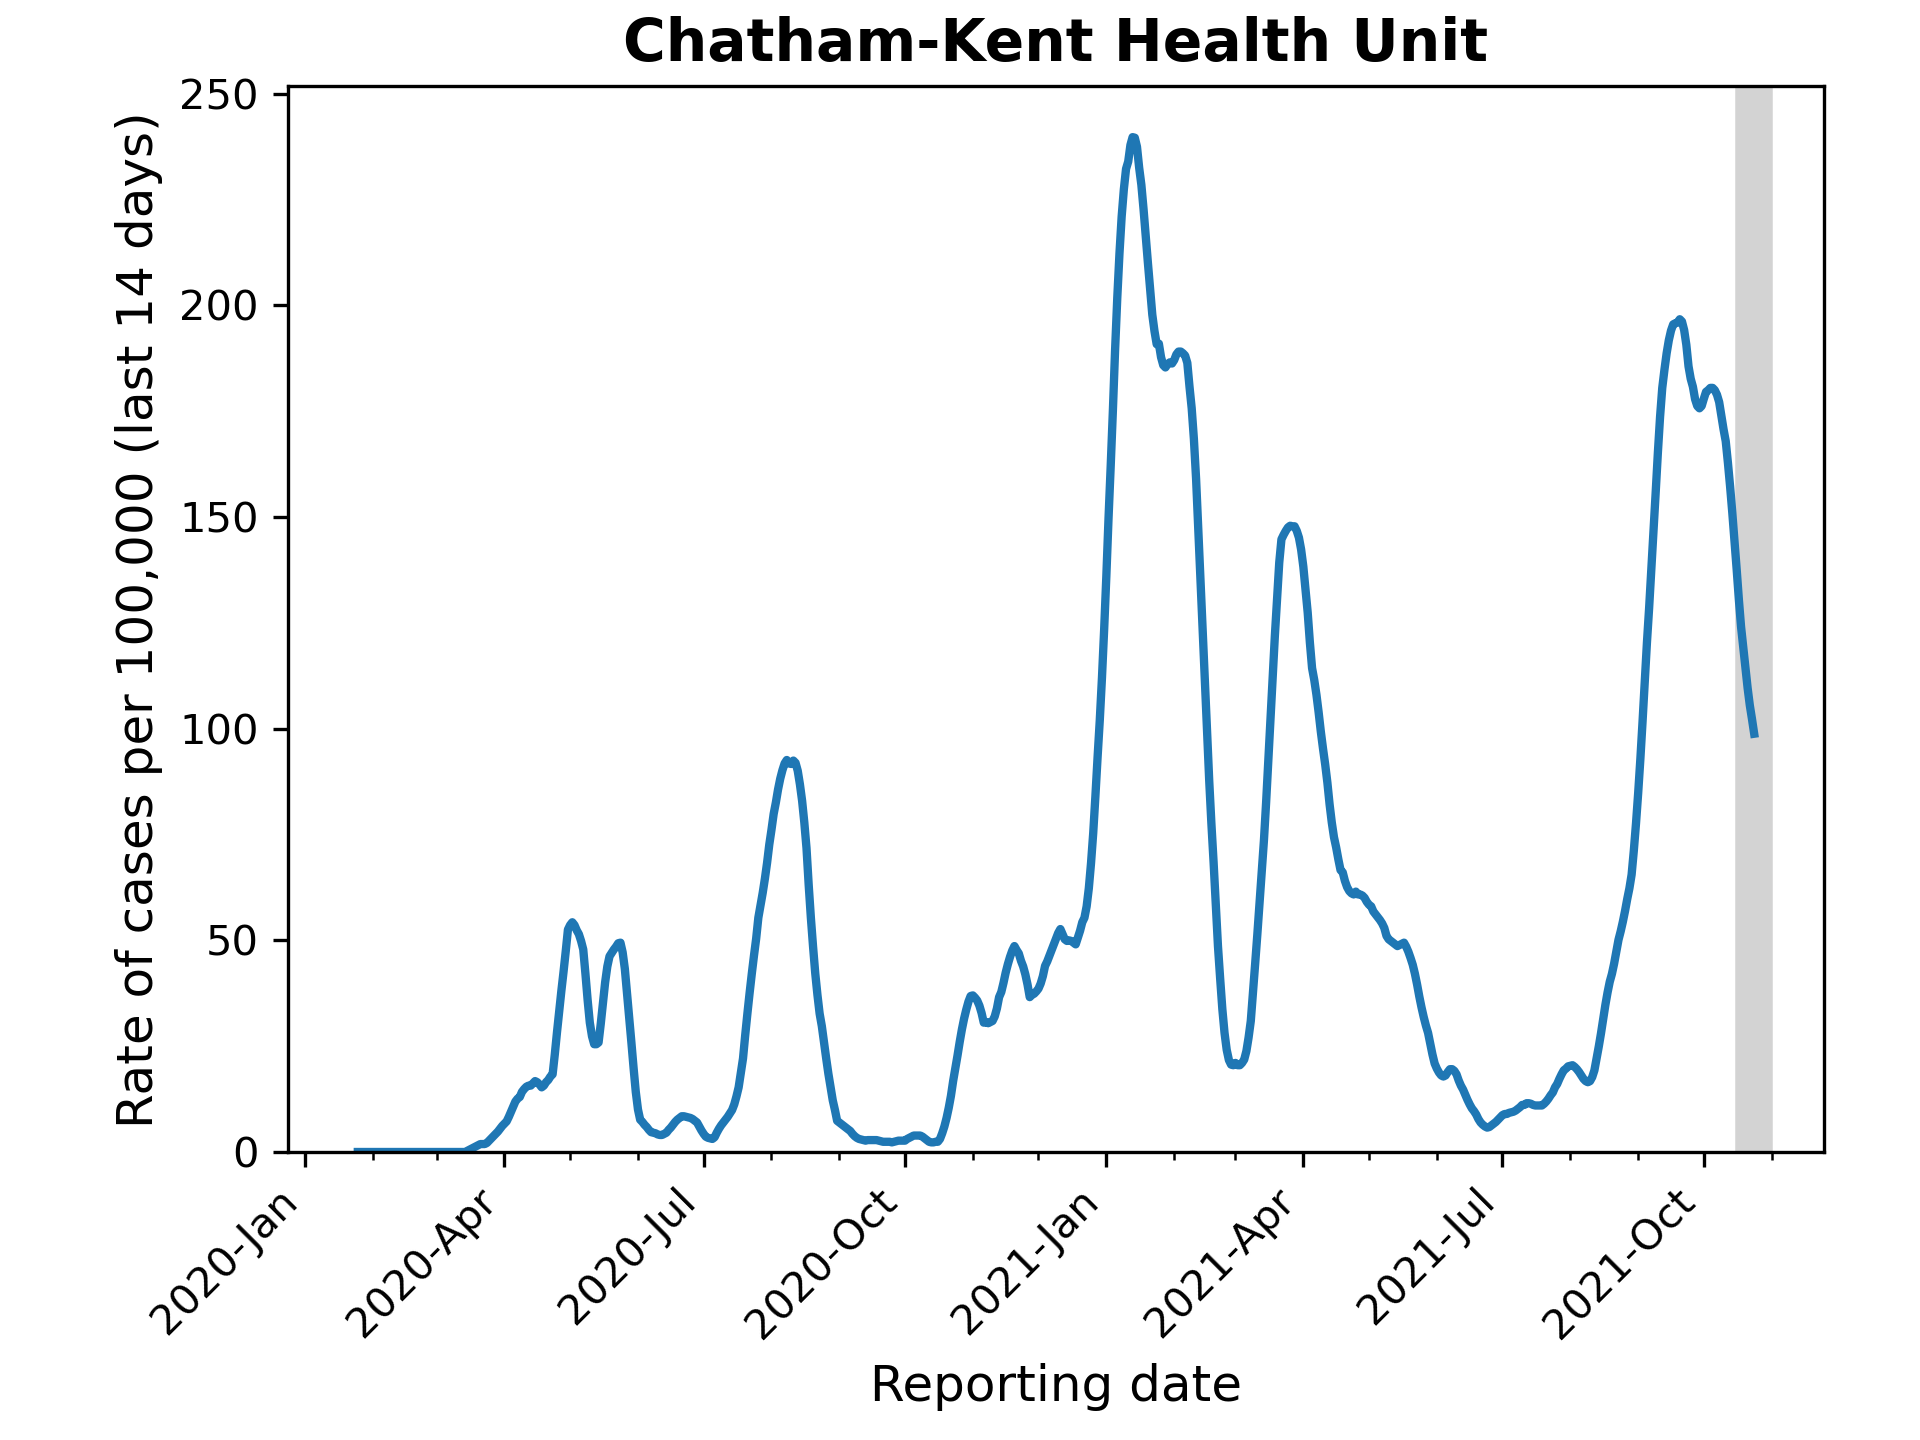 Chatham-Kent Health Unit
Rate of cases per 100,000 (last 14 days)
250
200
150
100
50
0
2020-Jan
2020-Apr
2020-Jul
2020-Oct
2021-Jan
2021-Apr
2021-Jul
2021-Oct
Reporting date